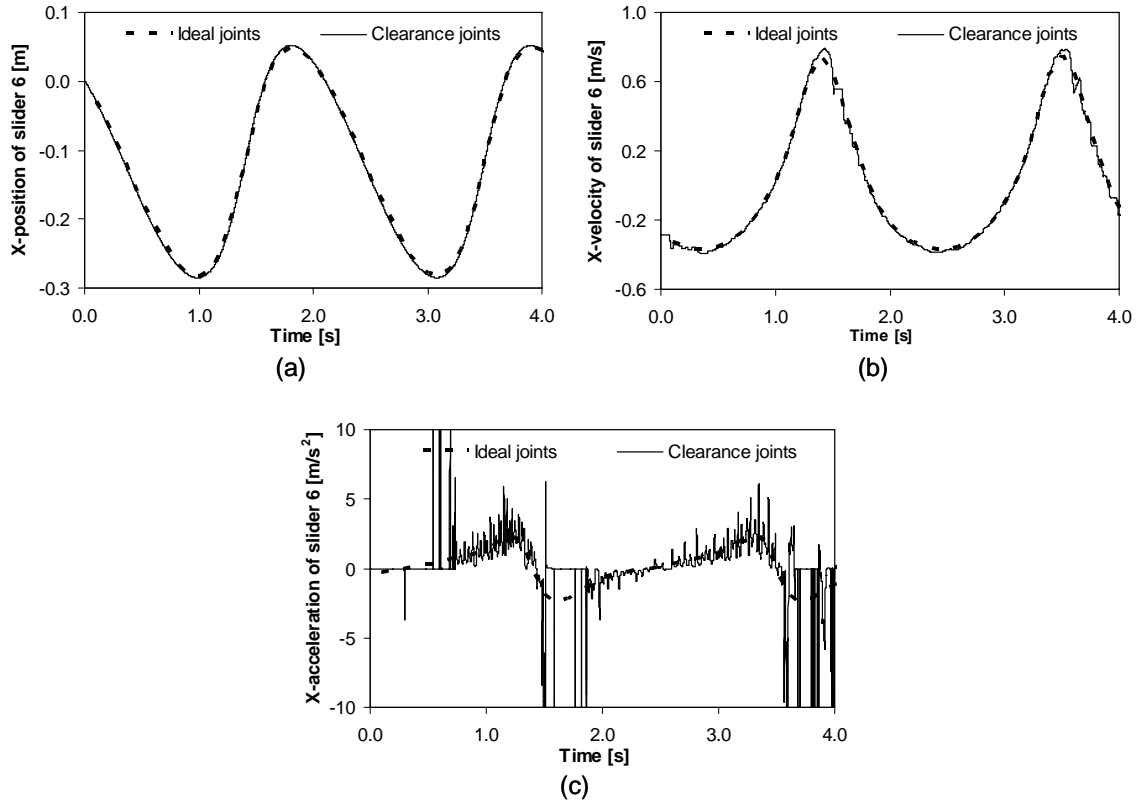 X-position of slider 6 [m]
0.1
0.0
-0.1
-0.2
-0.3
Ideal joints
Clearance joints
0.0 1.0 2.0 3.0 4.0
Time [s]
(a)
X-velocity of slider 6 [m/s]
1.0
0.6
0.2
-0.2
-0.6
Ideal joints
Clearance joints
0.0 1.0 2.0 3.0 4.0
Time [s]
(b)
X-acceleration of slider 6 [m/s²]
10
5
0
-5
-10
Ideal joints
Clearance joints
0.0 1.0 2.0 3.0 4.0
Time [s]
(c)